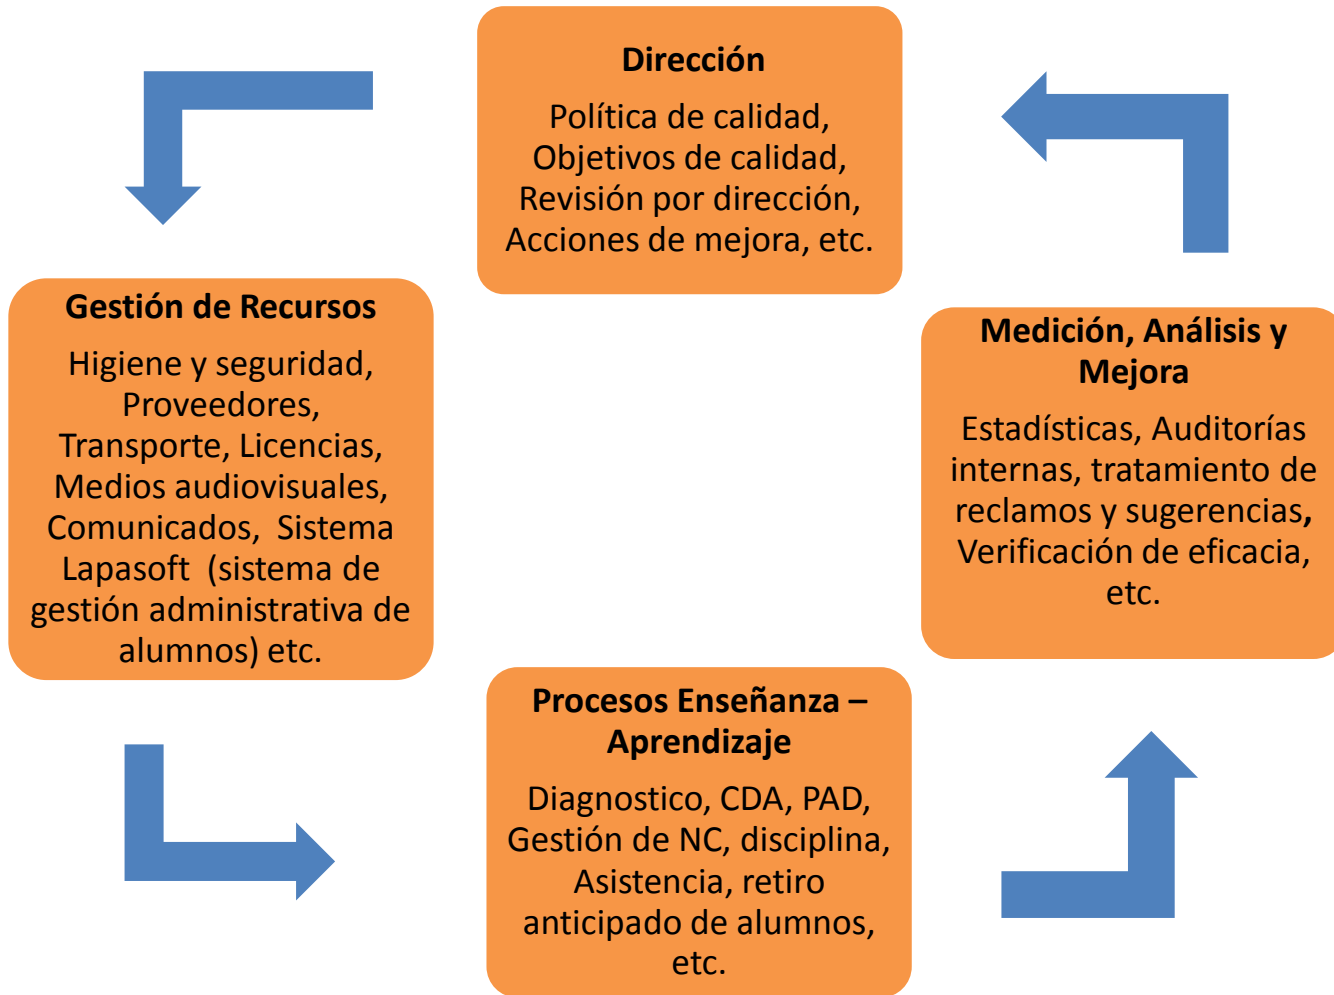 Dirección
Política de calidad,
Objetivos de calidad,
Revisión por dirección,
Acciones de mejora, etc.
Gestión de Recursos
Higiene y seguridad,
Proveedores,
Transporte, Licencias,
Medios audiovisuales,
Comunicados, Sistema
Lapasoft (sistema de
gestión administrativa de
alumnos) etc.
Medición, Análisis y
Mejora
Estadísticas, Auditorías
internas, tratamiento de
reclamos y sugerencias,
Verificación de eficacia,
etc.
Procesos Enseñanza –
Aprendizaje
Diagnostico, CDA, PAD,
Gestión de NC, disciplina,
Asistencia, retiro
anticipado de alumnos,
etc.